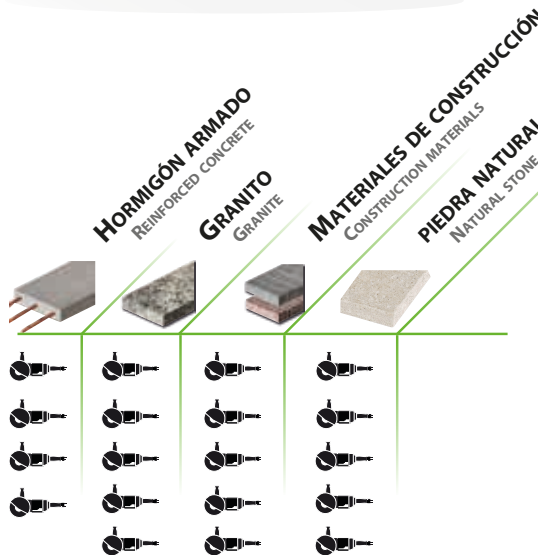 HORMIGÓN ARMADO
REINFORCED CONCRETE
GRANITO
GRANITE
MATERIALES DE CONSTRUCCIÓN
CONSTRUCTION MATERIALS
PIEDRA NATURAL
NATURAL STONE